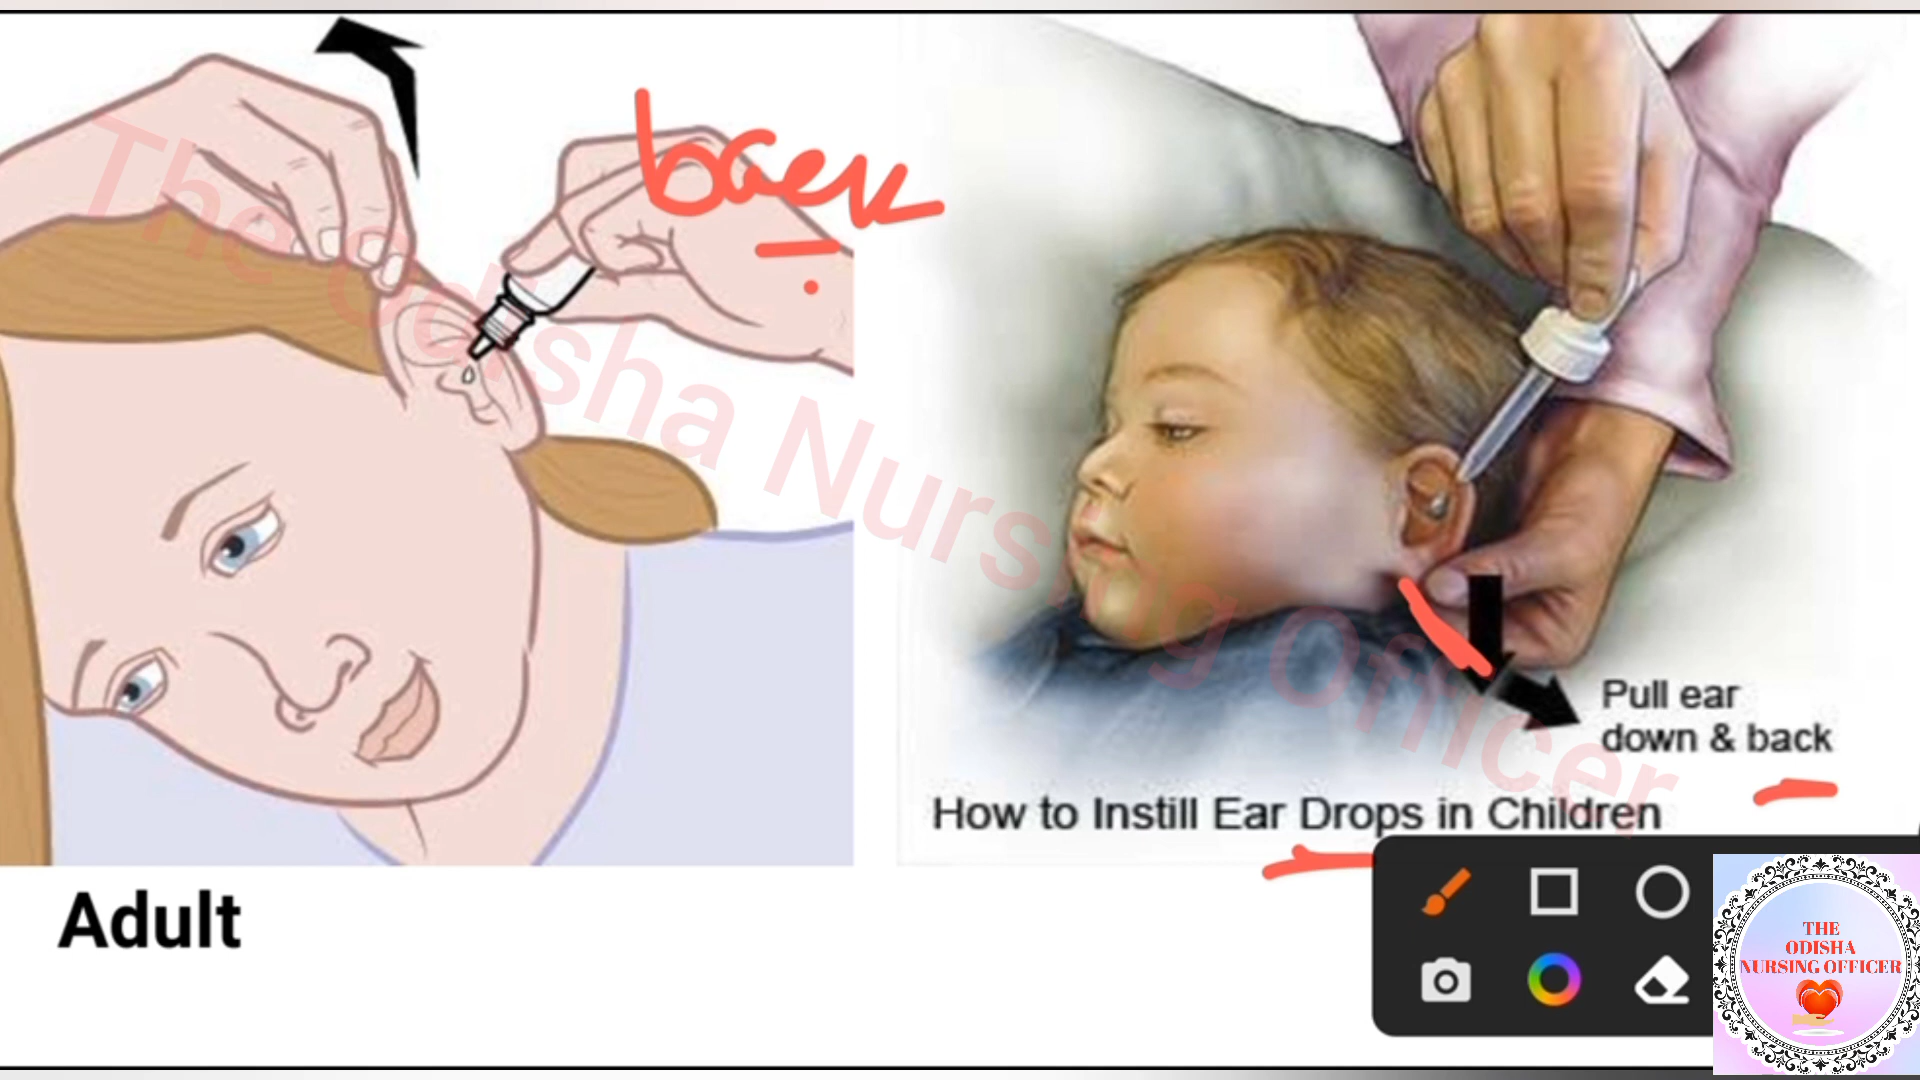 back
The Odisha Nursing Officer
Pull ear
down & back
How to Instill Ear Drops in Children
Adult
THE
ODISHA
NURSING OFFICER